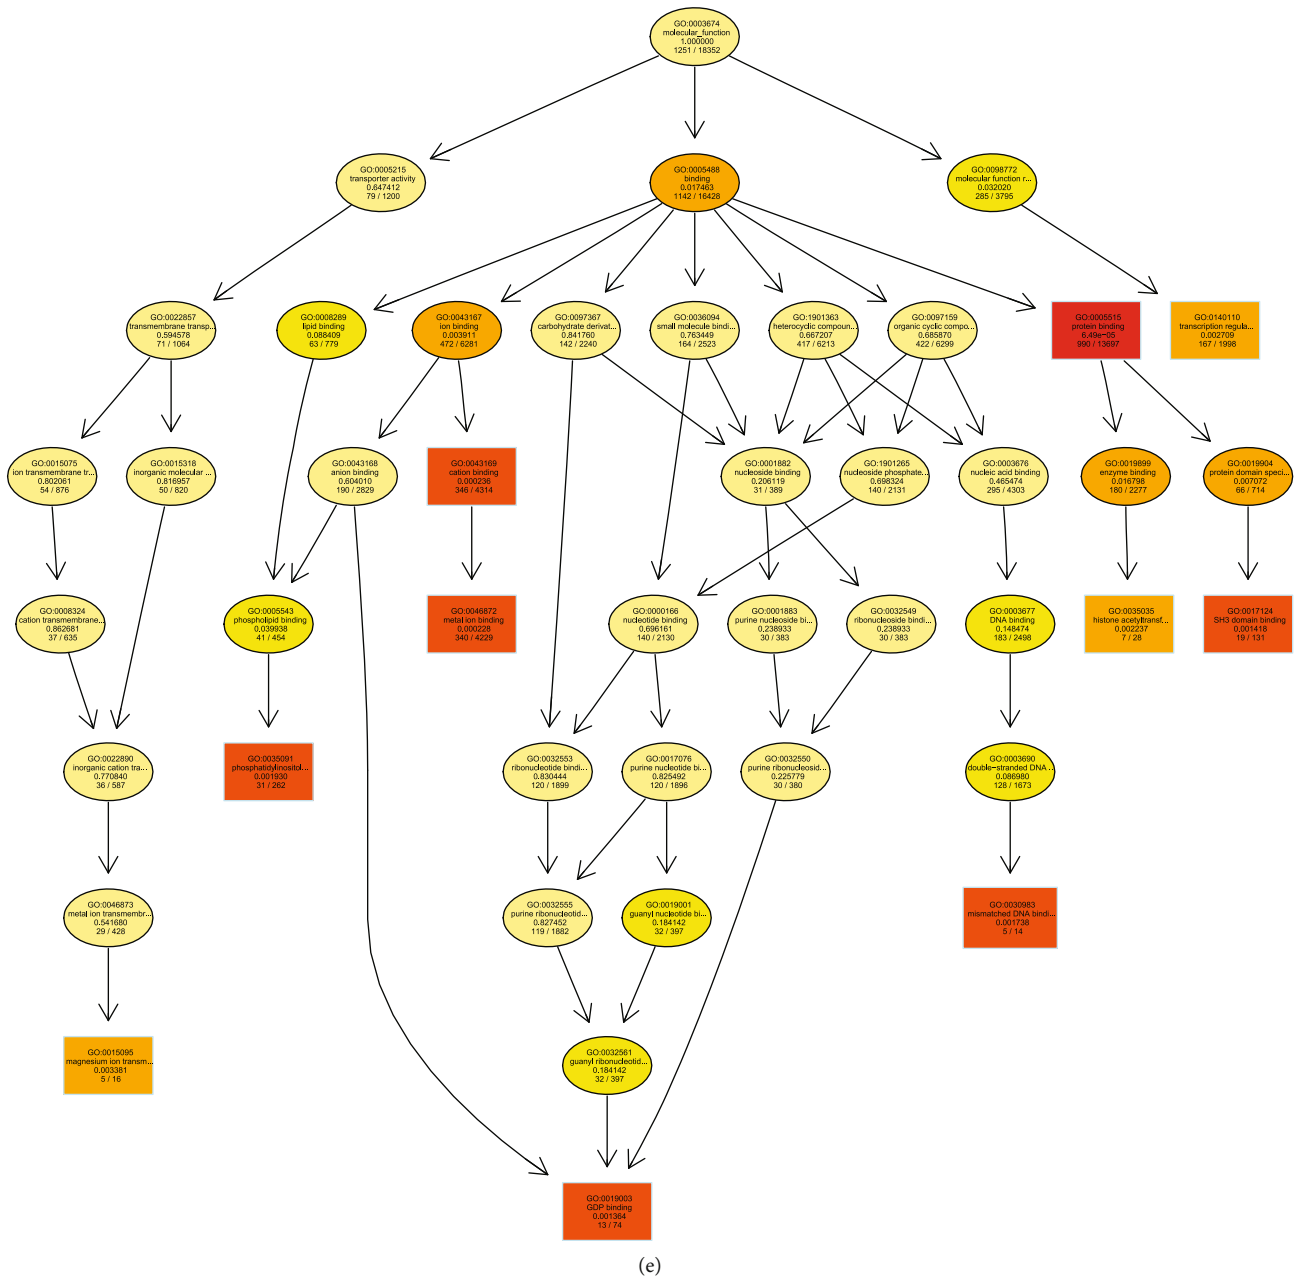 GO:0003674
molecular_function
1.000000
1251 / 18352
GO:0005215
transporter activity
0.647412
79 / 1200
GO:0005488
binding
0.017463
1142 / 16428
GO:0098772
molecular function r...
0.032020
285 / 3795
GO:0022857
transmembrane transp...
0.594578
71 / 1064
GO:0008289
lipid binding
0.088409
63 / 779
GO:0043167
ion binding
0.003911
472 / 6281
GO:0097367
carbohydrate derivat...
0.841760
142 / 2240
GO:0036094
small molecule bindi...
0.763449
164 / 2523
GO:1901363
heterocyclic compoun...
0.667207
417 / 6213
GO:0097159
organic cyclic compo...
0.685870
422 / 6299
GO:0005515
protein binding
6.49e−05
990 / 13697
GO:0140110
transcription regula...
0.002709
167 / 1998
GO:0015075
ion transmembrane tr...
0.802061
54 / 876
GO:0015318
inorganic molecular ...
0.816957
50 / 820
GO:0043168
anion binding
0.604010
190 / 2829
GO:0043169
cation binding
0.000236
346 / 4314
GO:0001882
nucleoside binding
0.206119
31 / 389
GO:1901265
nucleoside phosphate...
0.698324
140 / 2131
GO:0003676
nucleic acid binding
0.465474
295 / 4303
GO:0019899
enzyme binding
0.016798
180 / 2277
GO:0019904
protein domain speci...
0.007072
66 / 714
GO:0008324
cation transmembrane...
0.862681
37 / 635
GO:0005543
phospholipid binding
0.039938
41 / 454
GO:0046872
metal ion binding
0.000228
340 / 4229
GO:0000166
nucleotide binding
0.696161
140 / 2130
GO:0001883
purine nucleoside bi...
0.238933
30 / 383
GO:0032549
ribonucleoside bindi...
0.238933
30 / 383
GO:0003677
DNA binding
0.148474
183 / 2498
GO:0035035
histone acetyltransf...
0.002237
7 / 28
GO:0017124
SH3 domain binding
0.001418
19 / 131
GO:0022890
inorganic cation tra...
0.770840
36 / 587
GO:0035091
phosphatidylinositol...
0.001930
31 / 262
GO:0032553
ribonucleotide bindi...
0.830444
120 / 1899
GO:0017076
purine nucleotide bi...
0.825492
120 / 1896
GO:0032550
purine ribonucleosid...
0.225779
30 / 380
GO:0003690
double−stranded DNA ...
0.086980
128 / 1673
GO:0046873
metal ion transmembr...
0.541680
29 / 428
GO:0032555
purine ribonucleotid...
0.827452
119 / 1882
GO:0019001
guanyl nucleotide bi...
0.184142
32 / 397
GO:0030983
mismatched DNA bindi...
0.001738
5 / 14
GO:0015095
magnesium ion transm...
0.003381
5 / 16
GO:0032561
guanyl ribonucleotid...
0.184142
32 / 397
GO:0019003
GDP binding
0.001364
13 / 74
(e)